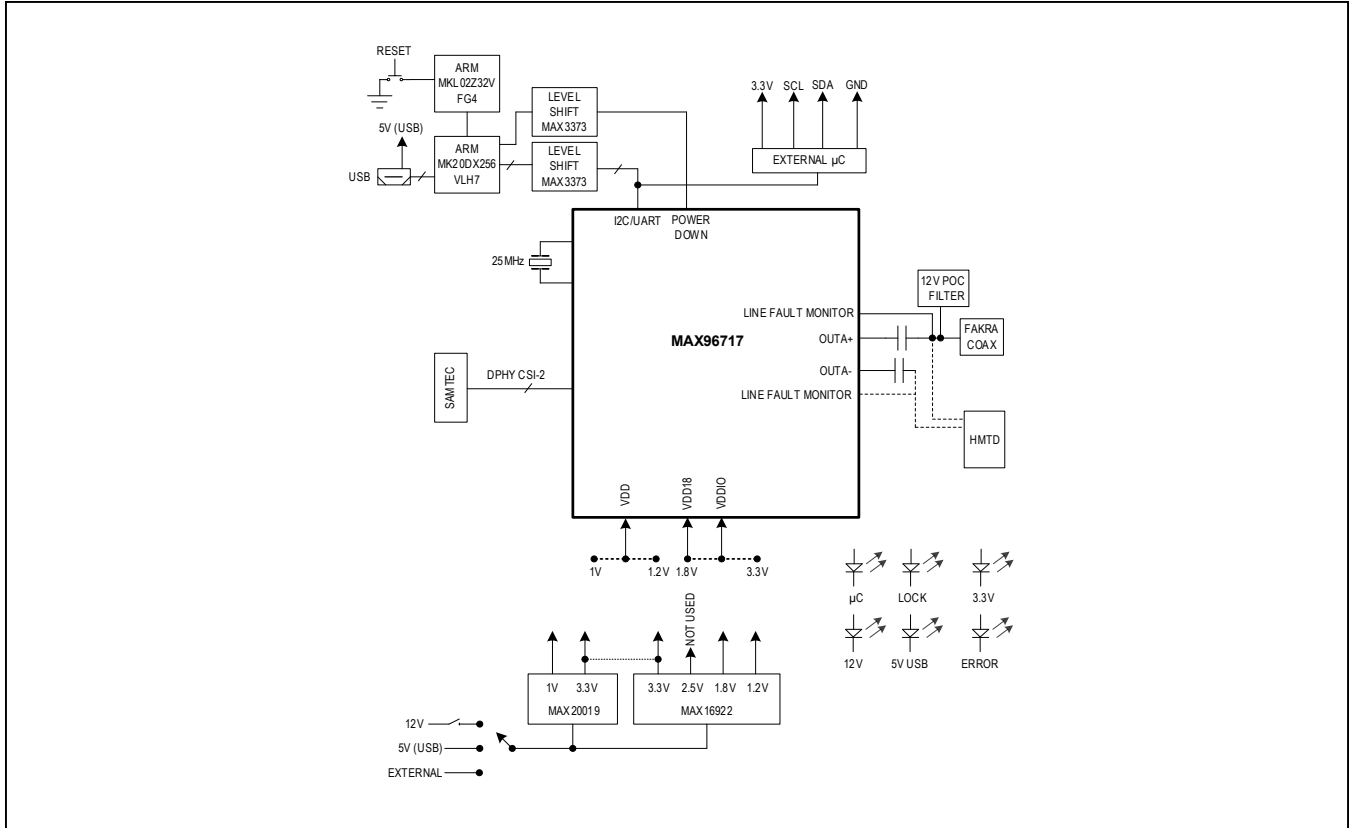 RESET
ARM
MKL02Z32V
FG4
5V (USB)
USB
ARM
MK20DX256
VLH7
LEVEL
SHIFT
MAX3373
LEVEL
SHIFT
MAX3373
3.3V SCL SDA GND
EXTERNAL µC
I2C/UART
POWER
DOWN
25MHz
12V POC
FILTER
LINE FAULT MONITOR
MAX96717
OUTA+
FAKRA
COAX
OUTA-
LINE FAULT MONITOR
SAMTEC
DPHY CSI-2
HMTD
VDD
VDD18
VDDIO
1V 1.2V 1.8V 3.3V
µC LOCK 3.3V
12V 5V USB ERROR
NOT USED
1V 3.3V
MAX20019
3.3V 2.5V 1.8V 1.2V
MAX16922
12V
5V (USB)
EXTERNAL